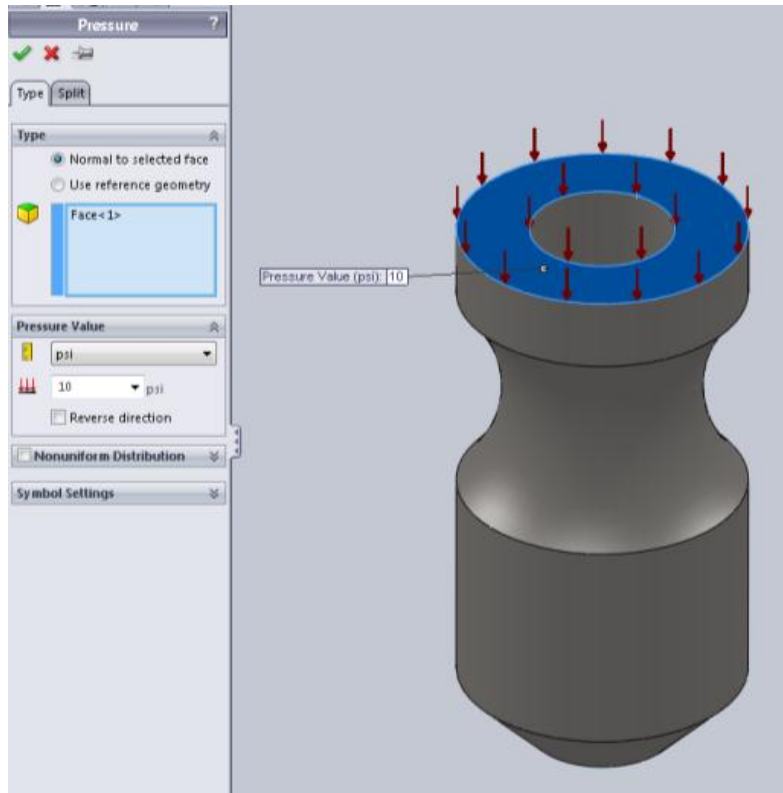 Pressure ?
Type Split
Type
Normal to selected face
Use reference geometry
Face<1>
Pressure Value (psi): 10
Pressure Value
psi
10 psi
Reverse direction
Nonuniform Distribution
Symbol Settings